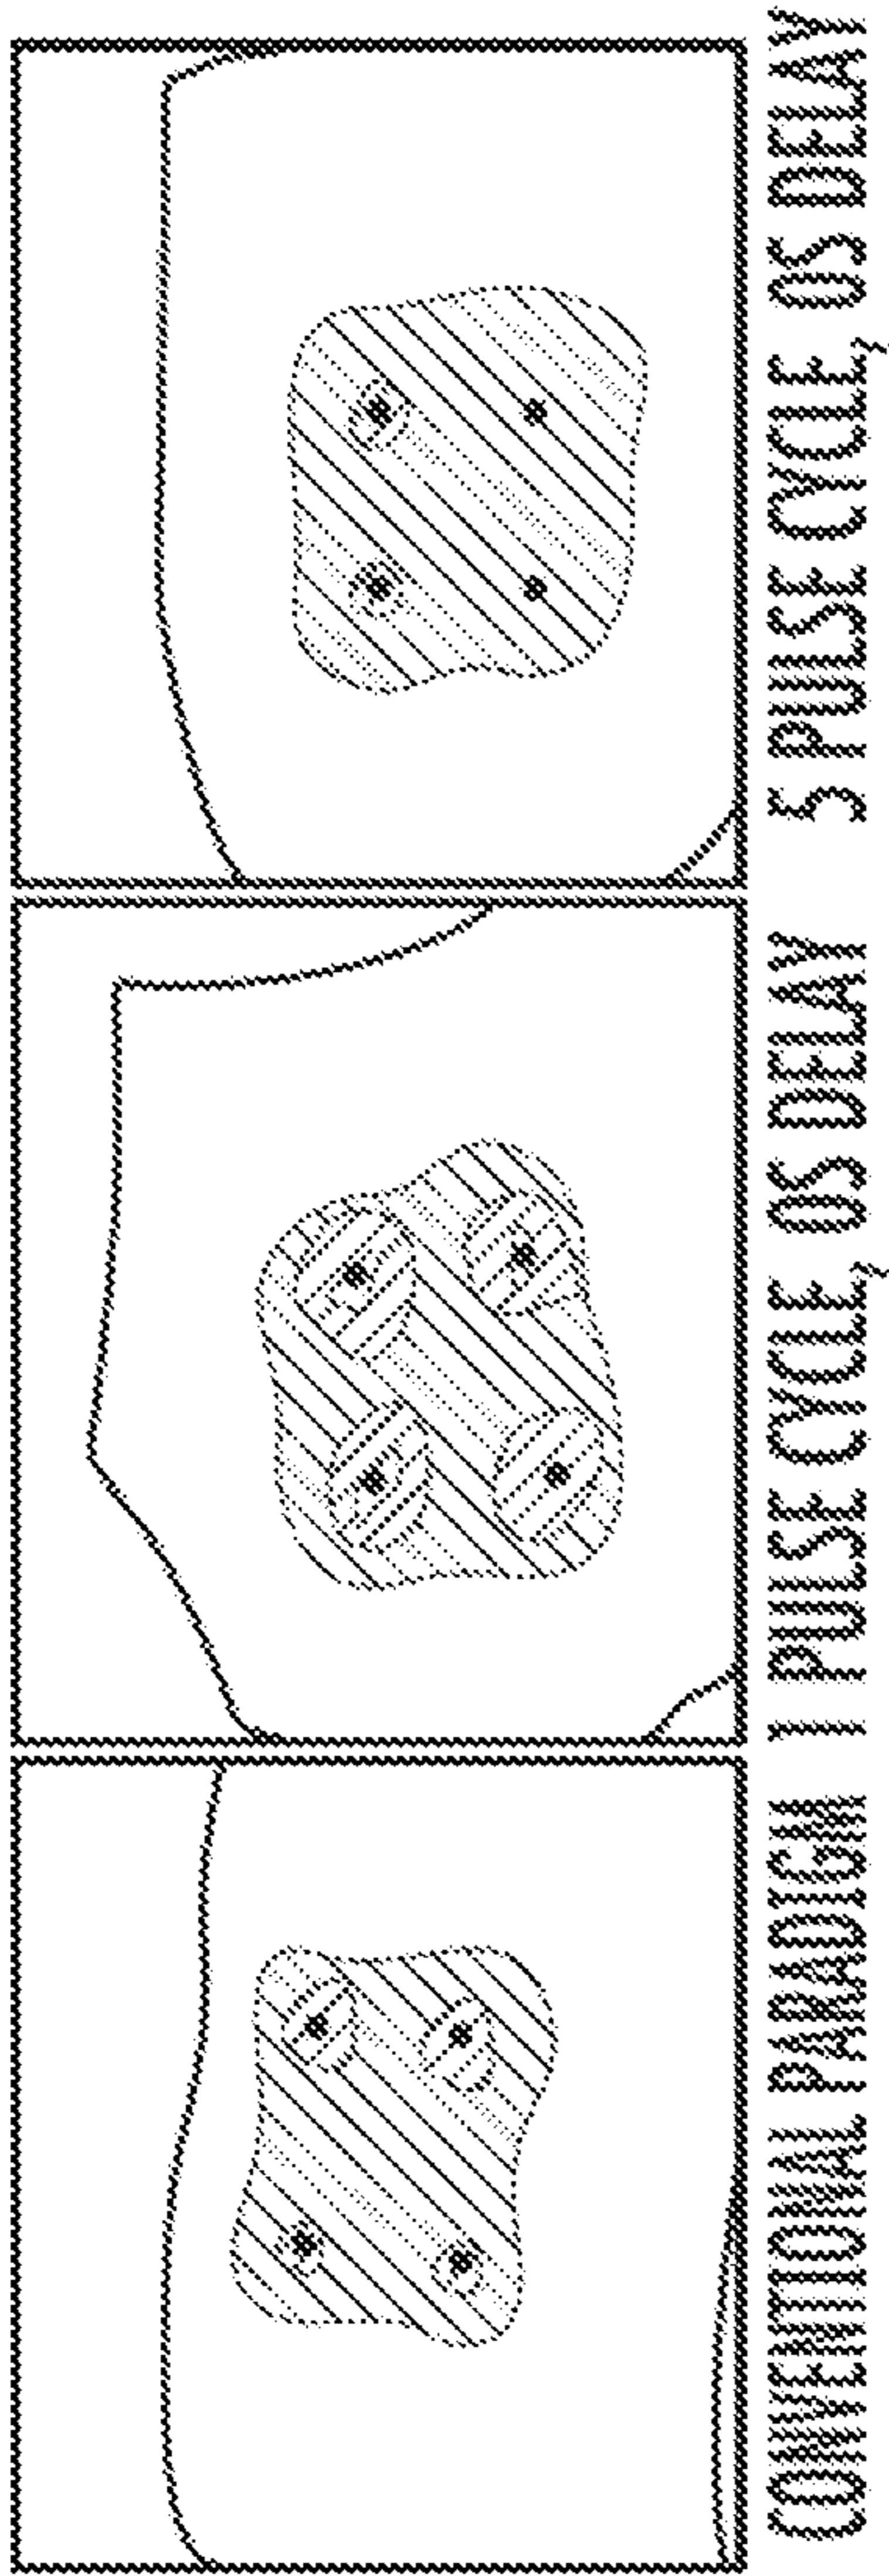 CONVENTIONAL PARADIGM
1 PULSE CYCLE, 0S DELAY
5 PULSE CYCLE, 0S DELAY